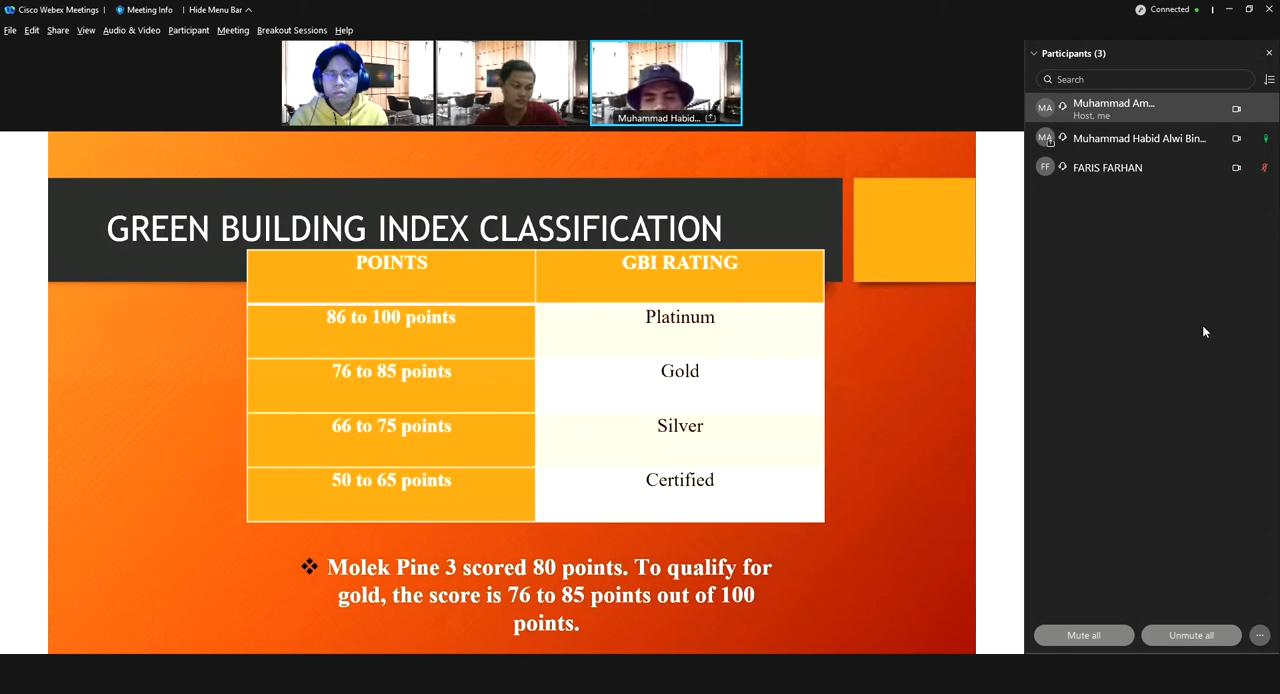 Cisco Webex Meetings
Meeting Info
Hide Menu Bar
Connected
File Edit Share View Audio & Video Participant Meeting Breakout Sessions Help
Muhammad Habid...
Participants (3)
Search
MA
Muhammad Am...
Host, me
MA
Muhammad Habid Alwi Bin...
FF
FARIS FARHAN
GREEN BUILDING INDEX CLASSIFICATION
POINTS GBI RATING
86 to 100 points Platinum
76 to 85 points Gold
66 to 75 points Silver
50 to 65 points Certified
Molek Pine 3 scored 80 points. To qualify for
gold, the score is 76 to 85 points out of 100
points.
Mute all
Unmute all